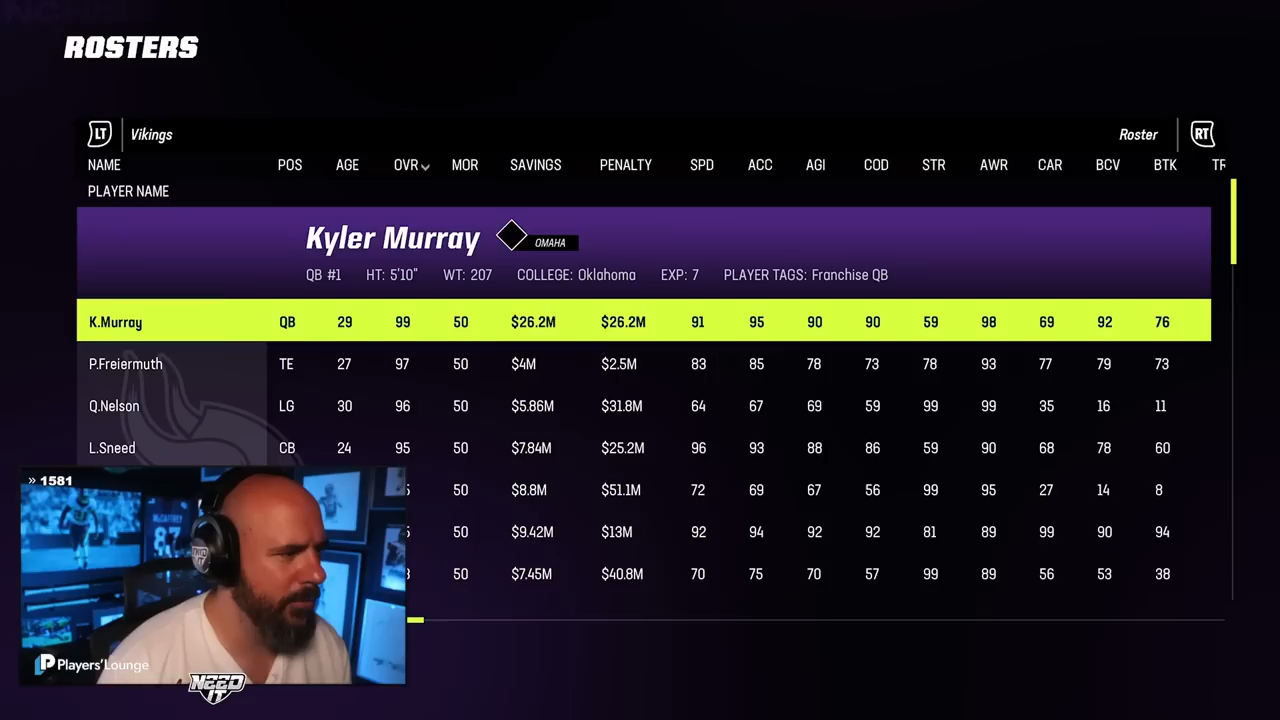 ROSTERS
LT Vikings Roster RT
NAME POS AGE OVR MOR SAVINGS PENALTY SPD ACC AGI COD STR AWR CAR BCV BTK TR
PLAYER NAME
Kyler Murray OMAHA
QB #1 HT: 5'10" WT: 207 COLLEGE: Oklahoma EXP: 7 PLAYER TAGS: Franchise QB
K.Murray QB 29 99 50 $26.2M $26.2M 91 95 90 90 59 98 69 92 76
P.Freiermuth TE 27 97 50 $4M $2.5M 83 85 78 73 78 93 77 79 73
Q.Nelson LG 30 96 50 $5.86M $31.8M 64 67 69 59 99 99 35 16 11
L.Sneed CB 24 95 50 $7.84M $25.2M 96 93 88 86 59 90 68 78 60
50 $8.8M $51.1M 72 69 67 56 99 95 27 14 8
50 $9.42M $13M 92 94 92 92 81 89 99 90 94
50 $7.45M $40.8M 70 75 70 57 99 89 56 53 38
» 1581
McCAFFREY
Players'Lounge
NEED IT